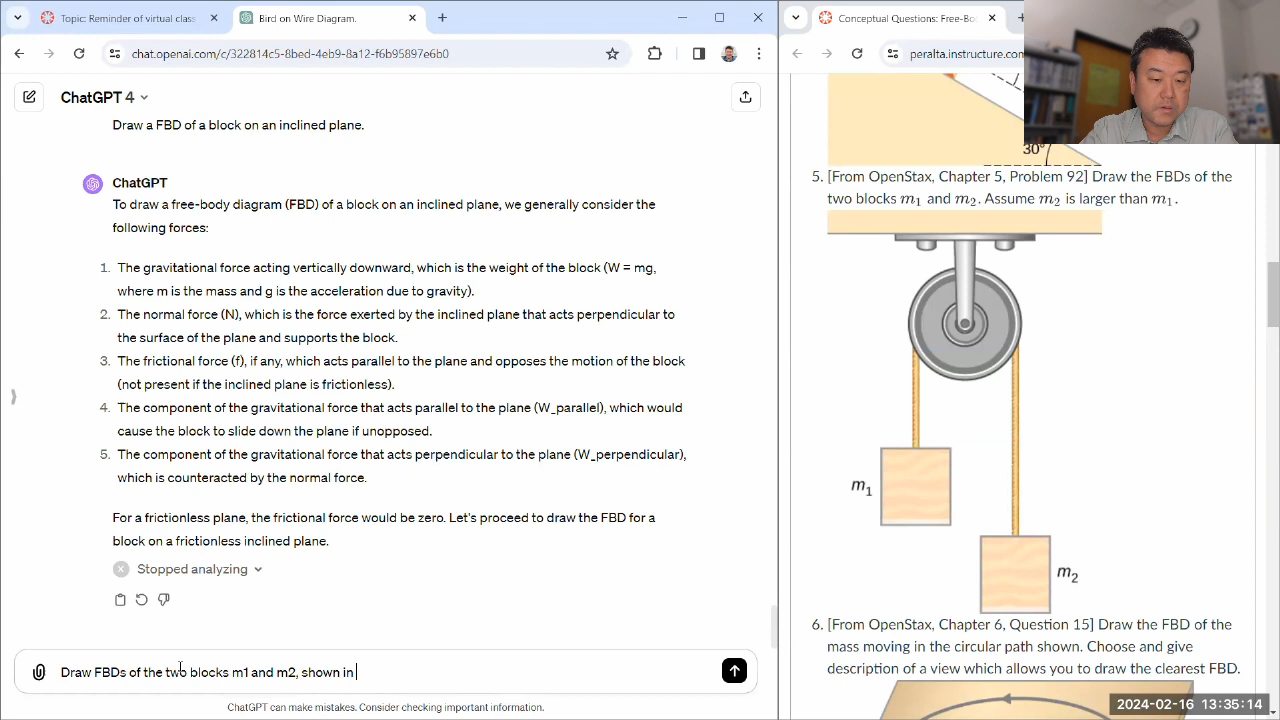 Topic: Reminder of virtual class
Bird on Wire Diagram.
Conceptual Questions: Free-Bo
chat.openai.com/c/322814c5-8bed-4eb9-8a12-f6b95897e6b0
peralta.instructure.com
ChatGPT 4
Draw a FBD of a block on an inclined plane.
ChatGPT
To draw a free-body diagram (FBD) of a block on an inclined plane, we generally consider the
following forces:
1. The gravitational force acting vertically downward, which is the weight of the block (W = mg,
where m is the mass and g is the acceleration due to gravity).
2. The normal force (N), which is the force exerted by the inclined plane that acts perpendicular to
the surface of the plane and supports the block.
3. The frictional force (f), if any, which acts parallel to the plane and opposes the motion of the block
(not present if the inclined plane is frictionless).
4. The component of the gravitational force that acts parallel to the plane (W_parallel), which would
cause the block to slide down the plane if unopposed.
5. The component of the gravitational force that acts perpendicular to the plane (W_perpendicular),
which is counteracted by the normal force.
For a frictionless plane, the frictional force would be zero. Let's proceed to draw the FBD for a
block on a frictionless inclined plane.
Stopped analyzing
Draw FBDs of the two blocks m1 and m2, shown in
ChatGPT can make mistakes. Consider checking important information.
30°
5. [From OpenStax, Chapter 5, Problem 92] Draw the FBDs of the
two blocks m₁ and m₂. Assume m₂ is larger than m₁.
m₁
m₂
6. [From OpenStax, Chapter 6, Question 15] Draw the FBD of the
mass moving in the circular path shown. Choose and give
description of a view which allows you to draw the clearest FBD.
2024-02-16 13:35:14